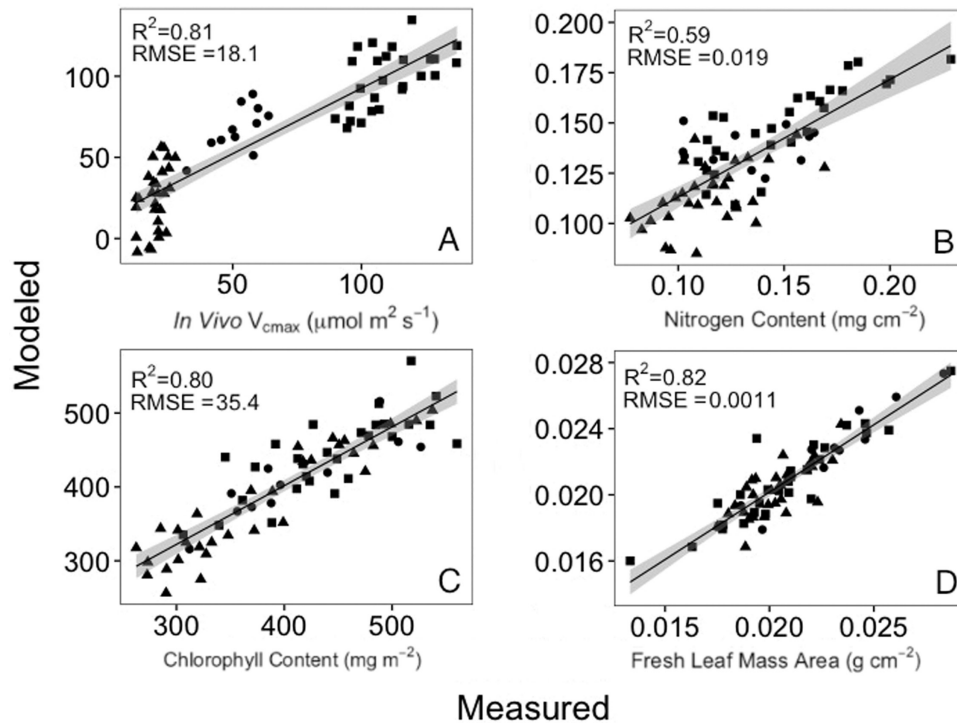 Modeled
R²=0.81
RMSE =18.1
100
50
0
A
50
100
In Vivo Vcmax (μmol m² s⁻¹)
R²=0.59
RMSE =0.019
0.200
0.175
0.150
0.125
0.100
B
0.10
0.15
0.20
Nitrogen Content (mg cm⁻²)
R²=0.80
RMSE =35.4
500
400
300
C
300
400
500
Chlorophyll Content (mg m⁻²)
R²=0.82
RMSE =0.0011
0.028
0.024
0.020
0.016
D
0.015
0.020
0.025
Fresh Leaf Mass Area (g cm⁻²)
Measured